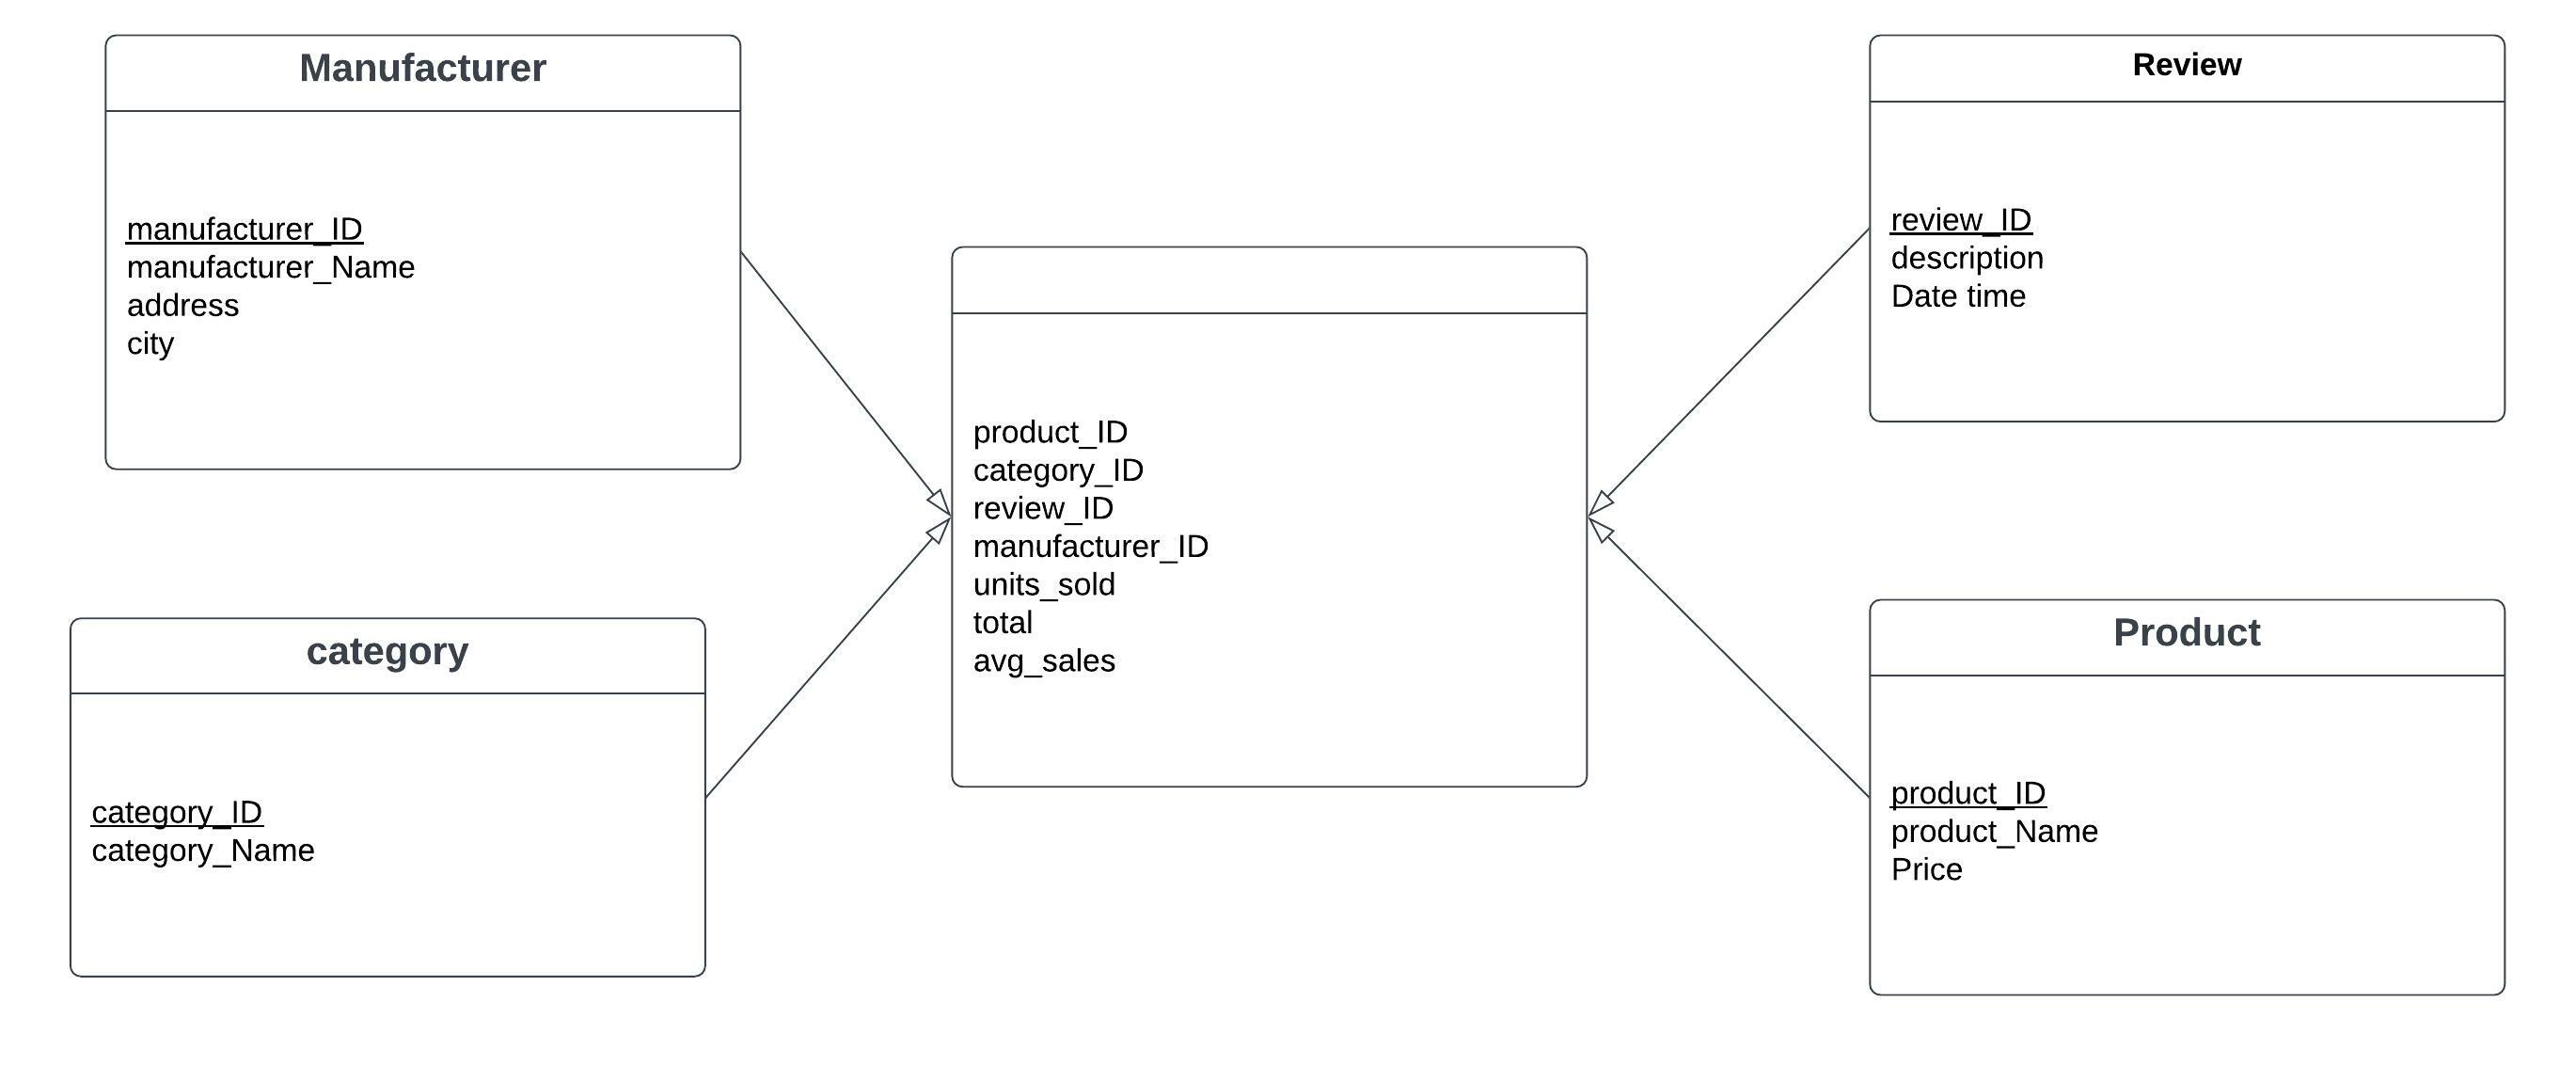 Manufacturer
manufacturer_ID
manufacturer_Name
address
city
category
category_ID
category_Name
product_ID
category_ID
review_ID
manufacturer_ID
units_sold
total
avg_sales
Review
review_ID
description
Date time
Product
product_ID
product_Name
Price